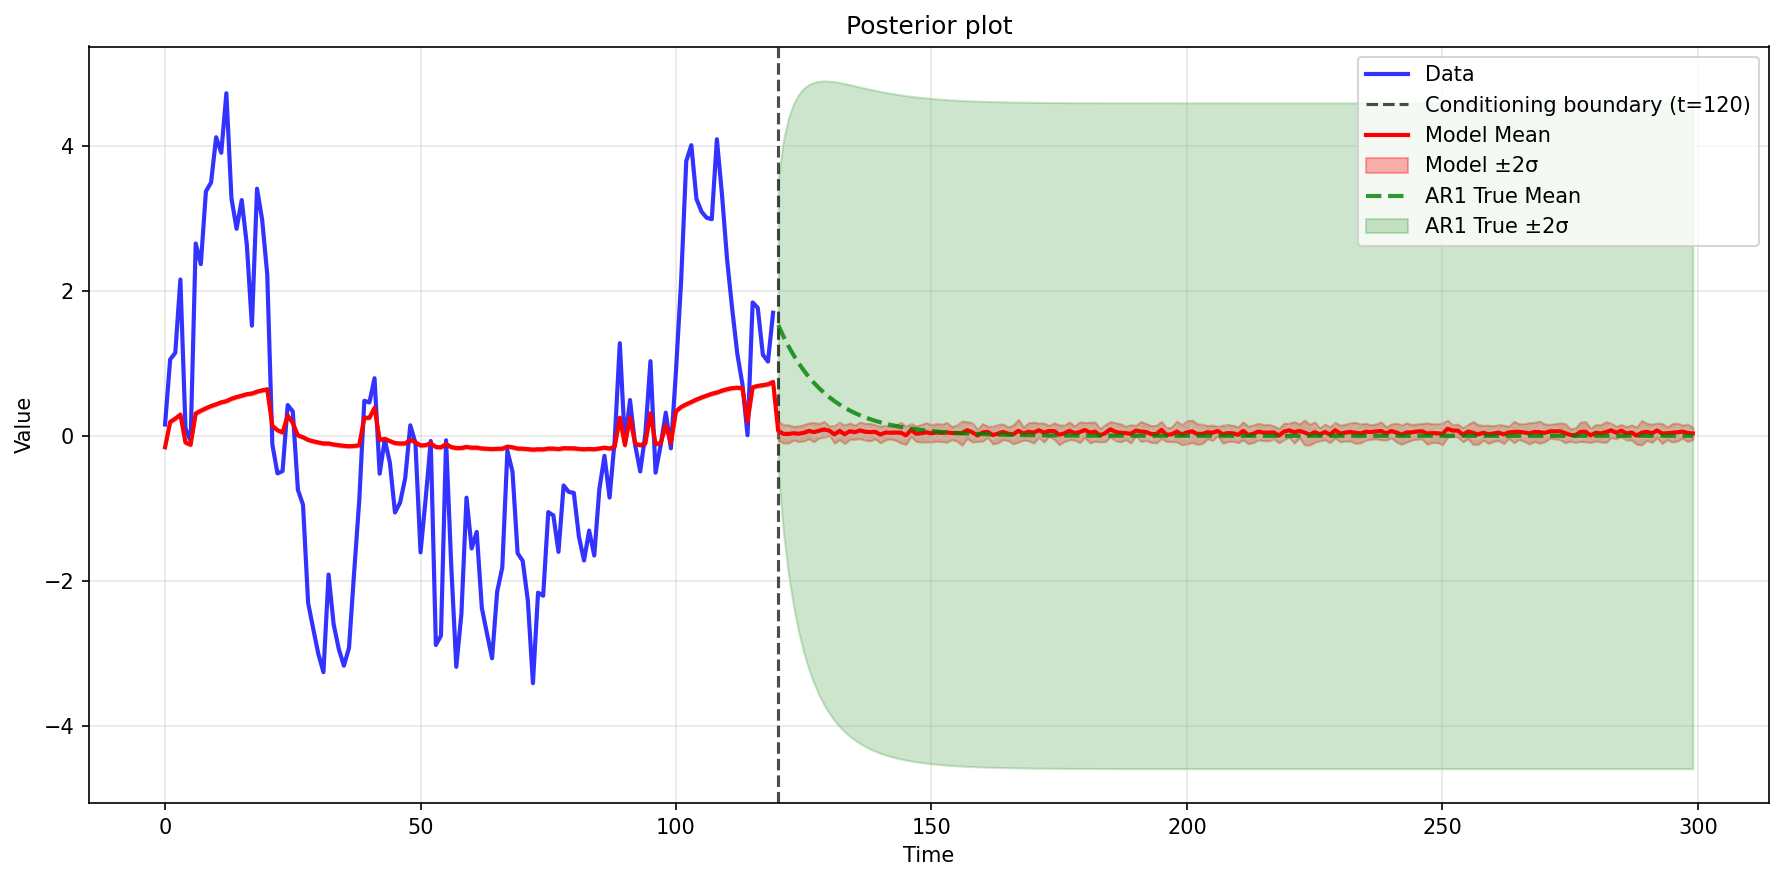 Posterior plot
Data
Conditioning boundary (t=120)
Model Mean
Model ±2σ
AR1 True Mean
AR1 True ±2σ
Value
4
2
0
−2
−4
0
50
100
150
200
250
300
Time